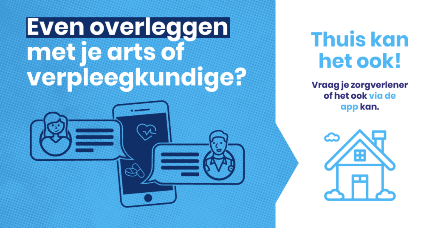 Even overleggen
met je arts of
verpleegkundige?
Thuis kan
het ook!
Vraag je zorgverlener
of het ook via de
app kan.